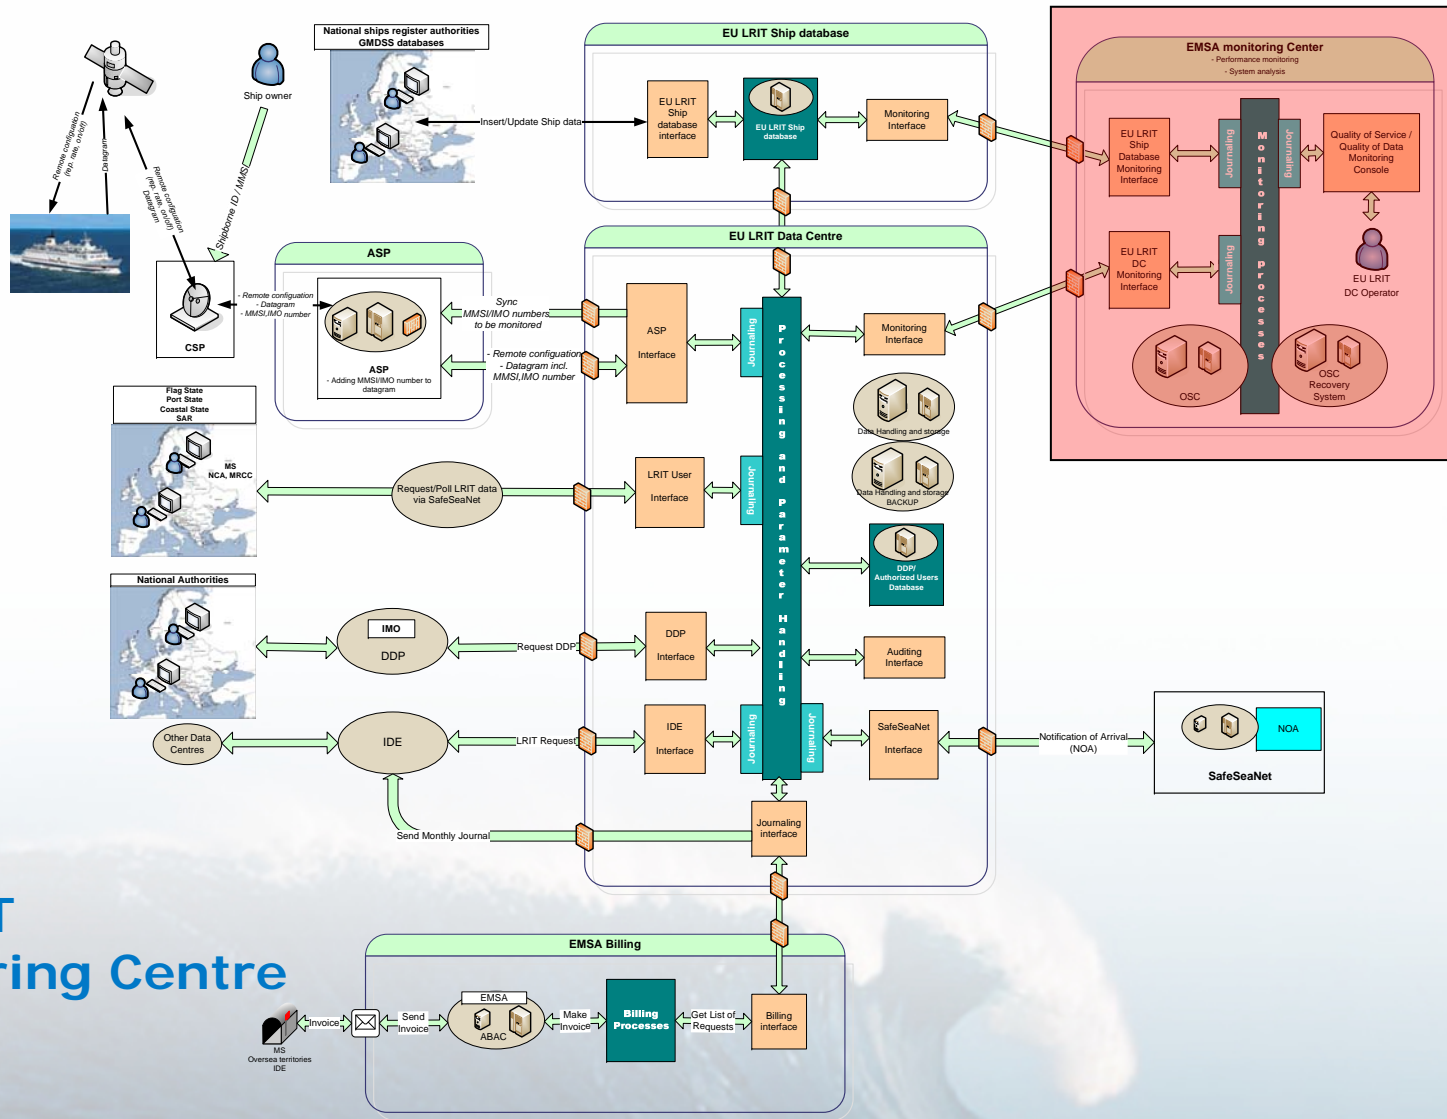 National ships register authorities
GMDSS databases
Ship owner
Remote configuation
(rep. rate, on/off)
Datagram
Remote configuation
(rep. rate, on/off)
Datagram
Shipborne ID / MMSI
Insert/Update Ship data
EU LRIT Ship database
EU LRIT
Ship
database
interface
EU LRIT Ship
database
Monitoring
Interface
EMSA monitoring Center
- Performance monitoring
- System analysis
EU LRIT
Ship
Database
Monitoring
Interface
Journaling
Monitoring processes
Journaling
Quality of Service /
Quality of Data
Monitoring
Console
EU LRIT
DC Operator
EU LRIT
DC
Monitoring
Interface
Journaling
OSC
OSC
Recovery
System
CSP
- Remote configuation
- Datagram
- MMSI,IMO number
ASP
ASP
- Adding MMSI/IMO number to
datagram
Sync
MMSI/IMO numbers
to be monitored
- Remote configuation
- Datagram incl.
MMSI,IMO number
EU LRIT Data Centre
ASP
Interface
Journaling
Processing and Parameter Handling
Monitoring
Interface
Data Handling and storage
Data Handling and storage
BACKUP
Flag State
Port State
Coastal State
SAR
MS
NCA, MRCC
Request/Poll LRIT data
via SafeSeaNet
LRIT User
Interface
Journaling
DDP/
Authorized Users
Database
National Authorities
IMO
DDP
Request DDP
DDP
Interface
Auditing
Interface
Other Data
Centres
IDE
LRIT Request
IDE
Interface
Journaling
Journaling
SafeSeaNet
Interface
Notification of Arrival
(NOA)
NOA
SafeSeaNet
Send Monthly Journal
Journaling
interface
T
ring Centre
EMSA Billing
MS
Oversea territories
IDE
Invoice
Send
Invoice
EMSA
ABAC
Make
Invoice
Billing
Processes
Get List of
Requests
Billing
interface